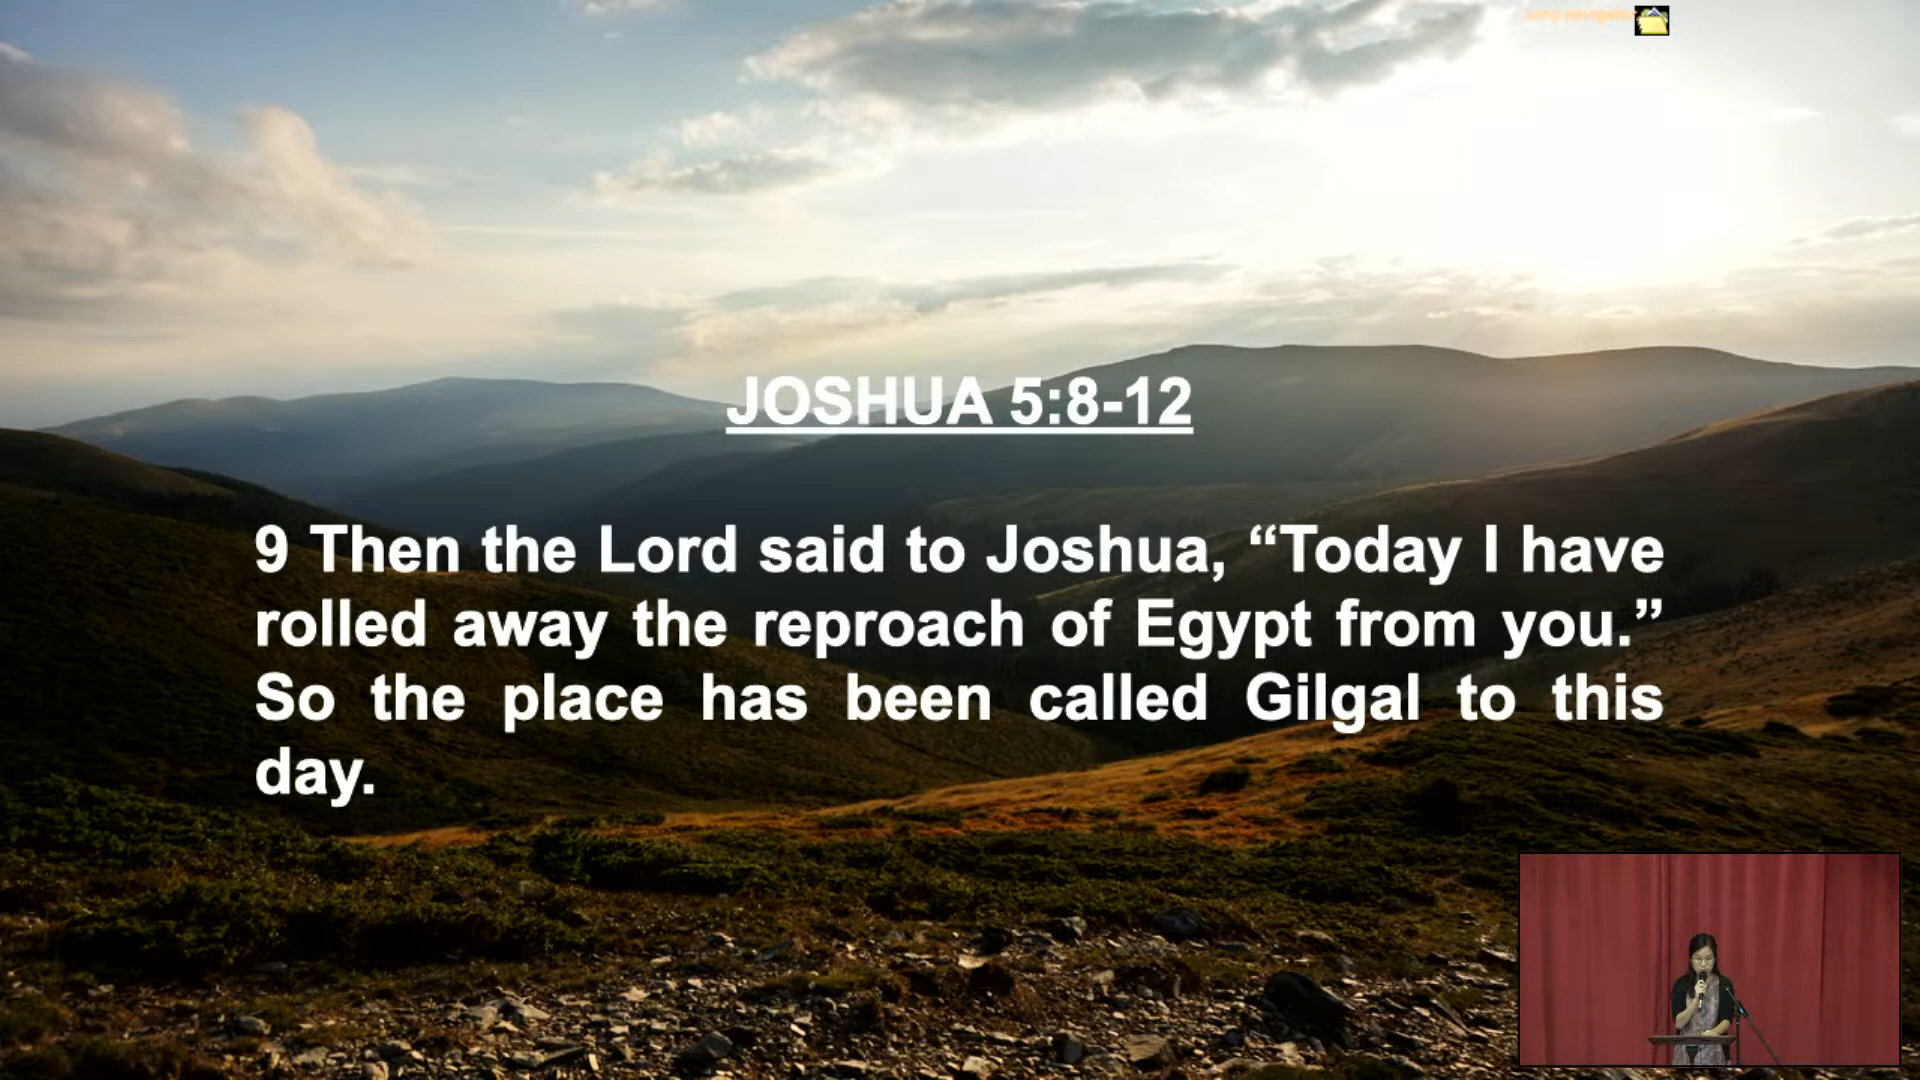 JOSHUA 5:8-12
9 Then the Lord said to Joshua, “Today I have
rolled away the reproach of Egypt from you.”
So the place has been called Gilgal to this
day.